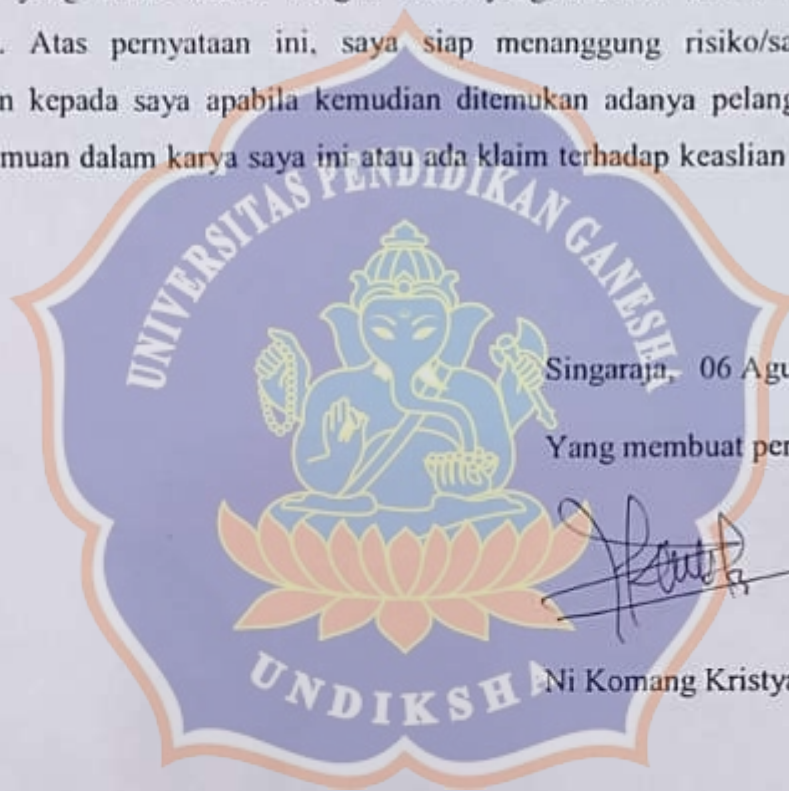 . Atas pernyataan ini, saya siap menanggung risiko/sa
n kepada saya apabila kemudian ditemukan adanya pelang
muan dalam karya saya ini atau ada klaim terhadap keaslian
UNIVERSITAS PENDIDIKAN GANESHA
Singaraja, 06 Agu
Yang membuat per
UNDIKSHA
Ni Komang Kristya